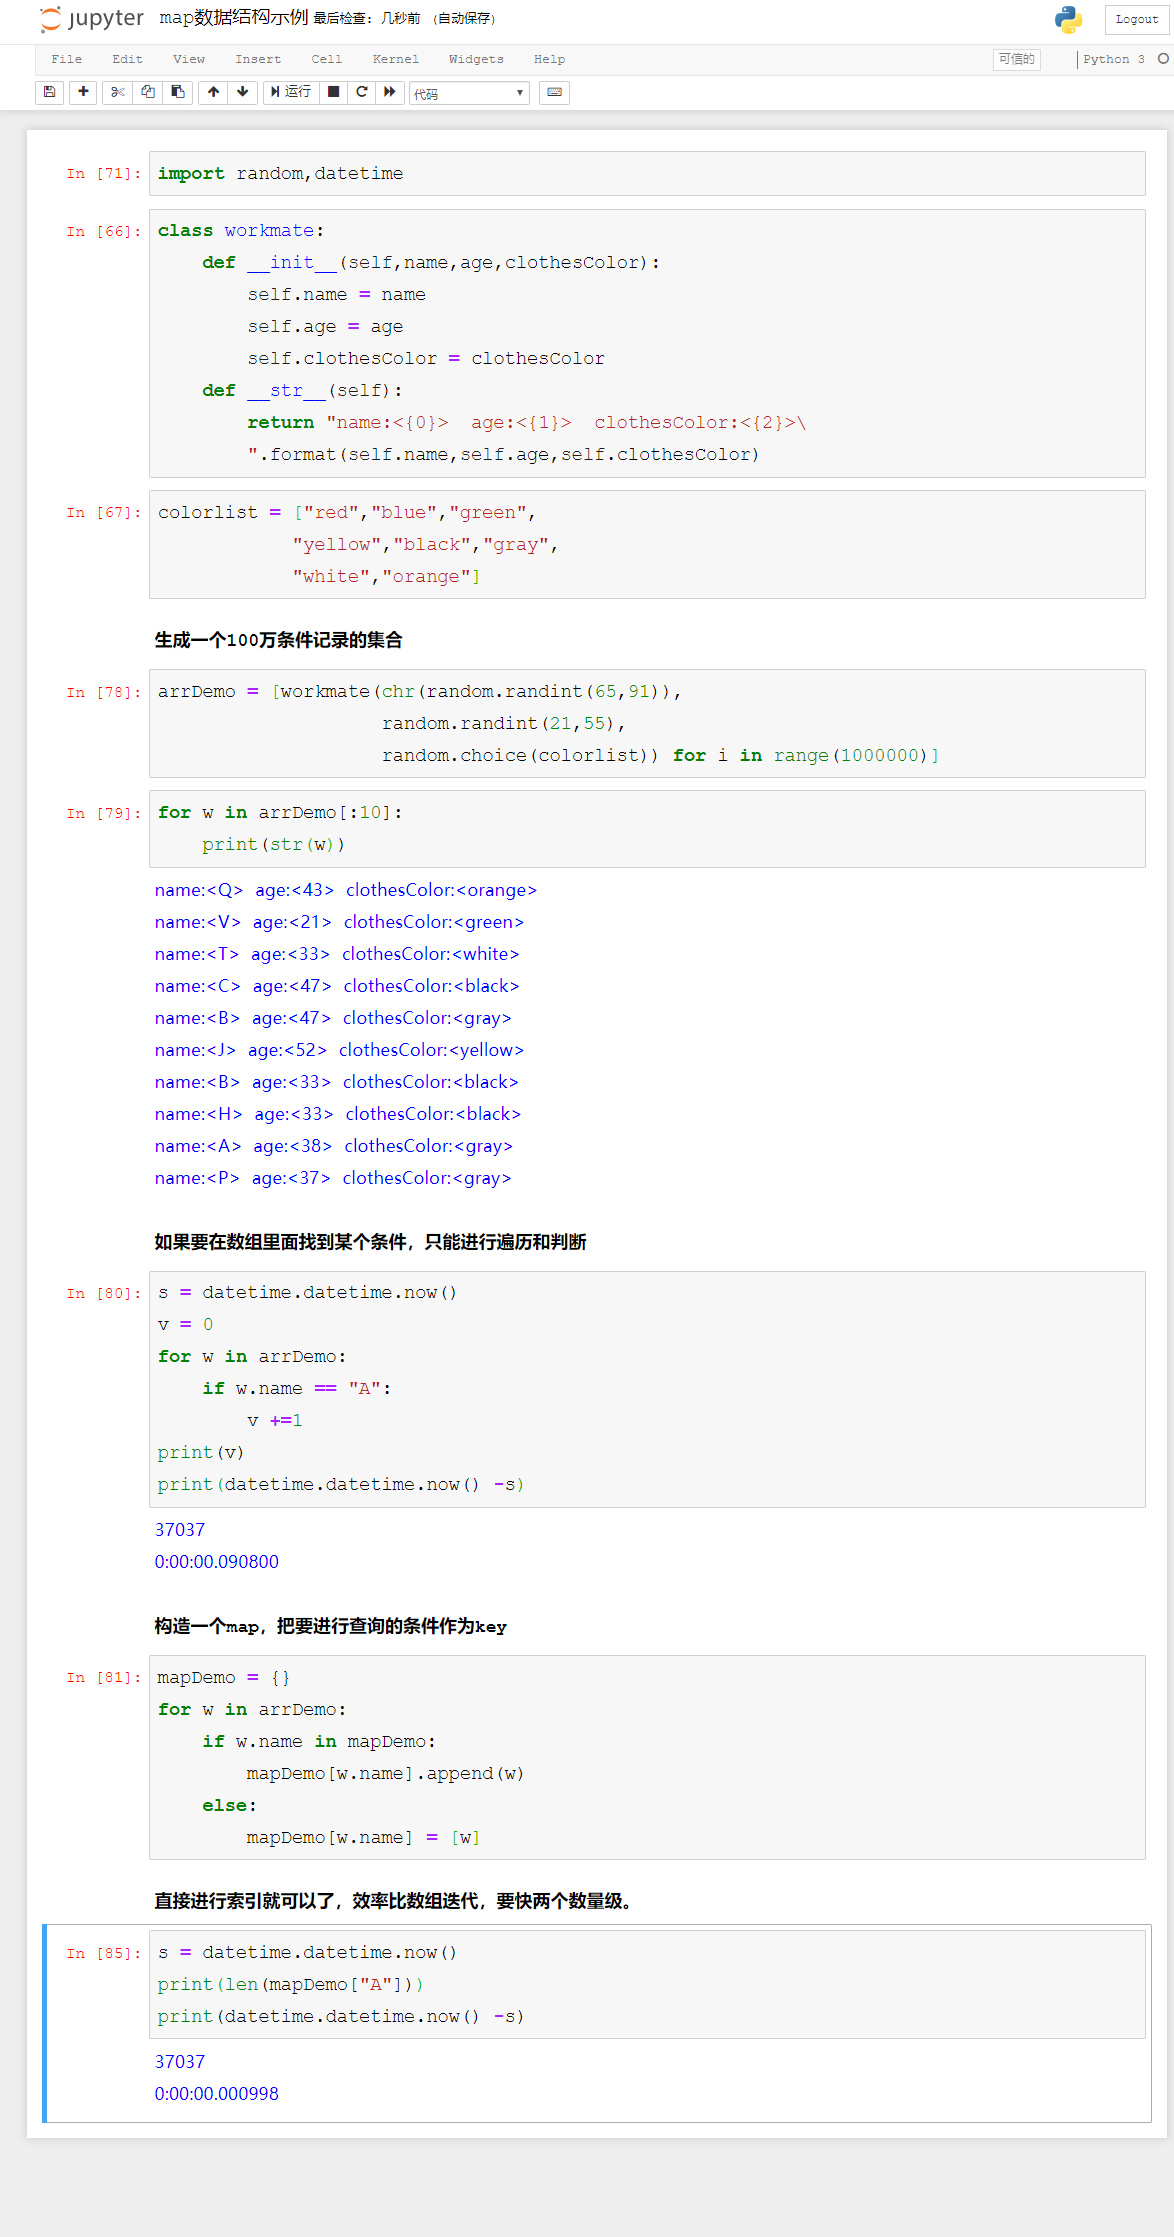 jupyter map数据结构示例 最后检查：几秒前 （自动保存） Logout
File Edit View Insert Cell Kernel Widgets Help 可信的 Python 3
运行 代码
In [71]: import random,datetime
In [66]: class workmate:
    def __init__(self,name,age,clothesColor):
        self.name = name
        self.age = age
        self.clothesColor = clothesColor
    def __str__(self):
        return "name:<{0}>  age:<{1}>  clothesColor:<{2}>\
        ".format(self.name,self.age,self.clothesColor)
In [67]: colorlist = ["red","blue","green",
            "yellow","black","gray",
            "white","orange"]
生成一个100万条件记录的集合
In [78]: arrDemo = [workmate(chr(random.randint(65,91)),
                    random.randint(21,55),
                    random.choice(colorlist)) for i in range(1000000)]
In [79]: for w in arrDemo[:10]:
    print(str(w))
name:<Q>  age:<43>  clothesColor:<orange>
name:<V>  age:<21>  clothesColor:<green>
name:<T>  age:<33>  clothesColor:<white>
name:<C>  age:<47>  clothesColor:<black>
name:<B>  age:<47>  clothesColor:<gray>
name:<J>  age:<52>  clothesColor:<yellow>
name:<B>  age:<33>  clothesColor:<black>
name:<H>  age:<33>  clothesColor:<black>
name:<A>  age:<38>  clothesColor:<gray>
name:<P>  age:<37>  clothesColor:<gray>
如果要在数组里面找到某个条件，只能进行遍历和判断
In [80]: s = datetime.datetime.now()
v = 0
for w in arrDemo:
    if w.name == "A":
        v +=1
print(v)
print(datetime.datetime.now() -s)
37037
0:00:00.090800
构造一个map，把要进行查询的条件作为key
In [81]: mapDemo = {}
for w in arrDemo:
    if w.name in mapDemo:
        mapDemo[w.name].append(w)
    else:
        mapDemo[w.name] = [w]
直接进行索引就可以了，效率比数组迭代，要快两个数量级。
In [85]: s = datetime.datetime.now()
print(len(mapDemo["A"]))
print(datetime.datetime.now() -s)
37037
0:00:00.000998